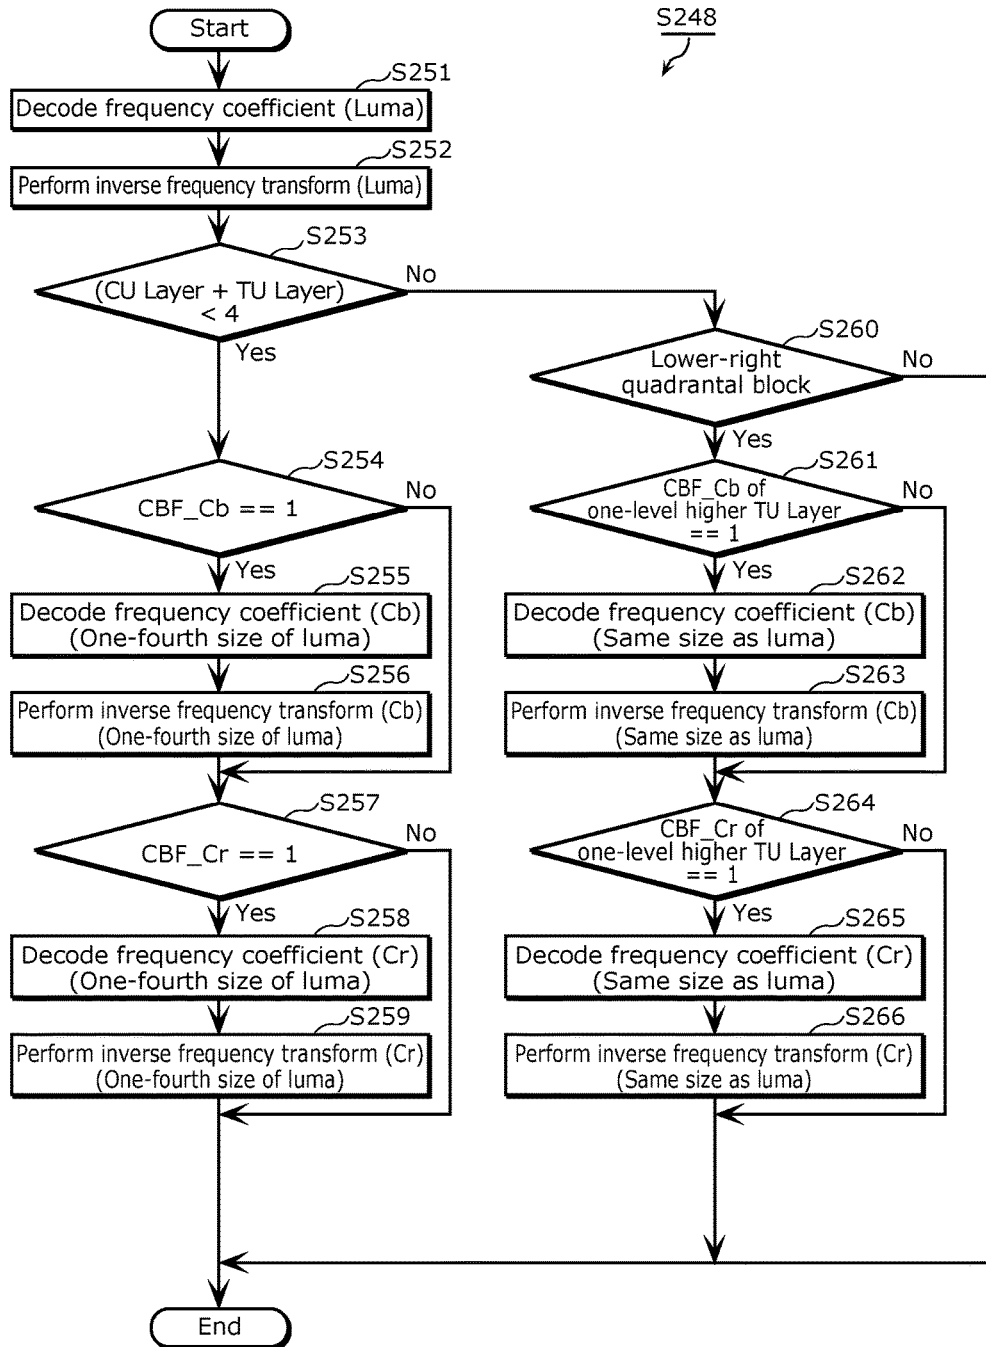 S248
Start
S251
Decode frequency coefficient (Luma)
S252
Perform inverse frequency transform (Luma)
S253
(CU Layer + TU Layer)
< 4
No
Yes
S254
CBF_Cb == 1
No
Yes
S255
Decode frequency coefficient (Cb)
(One-fourth size of luma)
S256
Perform inverse frequency transform (Cb)
(One-fourth size of luma)
S257
CBF_Cr == 1
No
Yes
S258
Decode frequency coefficient (Cr)
(One-fourth size of luma)
S259
Perform inverse frequency transform (Cr)
(One-fourth size of luma)
S260
Lower-right
quadrantal block
No
Yes
S261
CBF_Cb of
one-level higher TU Layer
== 1
No
Yes
S262
Decode frequency coefficient (Cb)
(Same size as luma)
S263
Perform inverse frequency transform (Cb)
(Same size as luma)
S264
CBF_Cr of
one-level higher TU Layer
== 1
No
Yes
S265
Decode frequency coefficient (Cr)
(Same size as luma)
S266
Perform inverse frequency transform (Cr)
(Same size as luma)
End